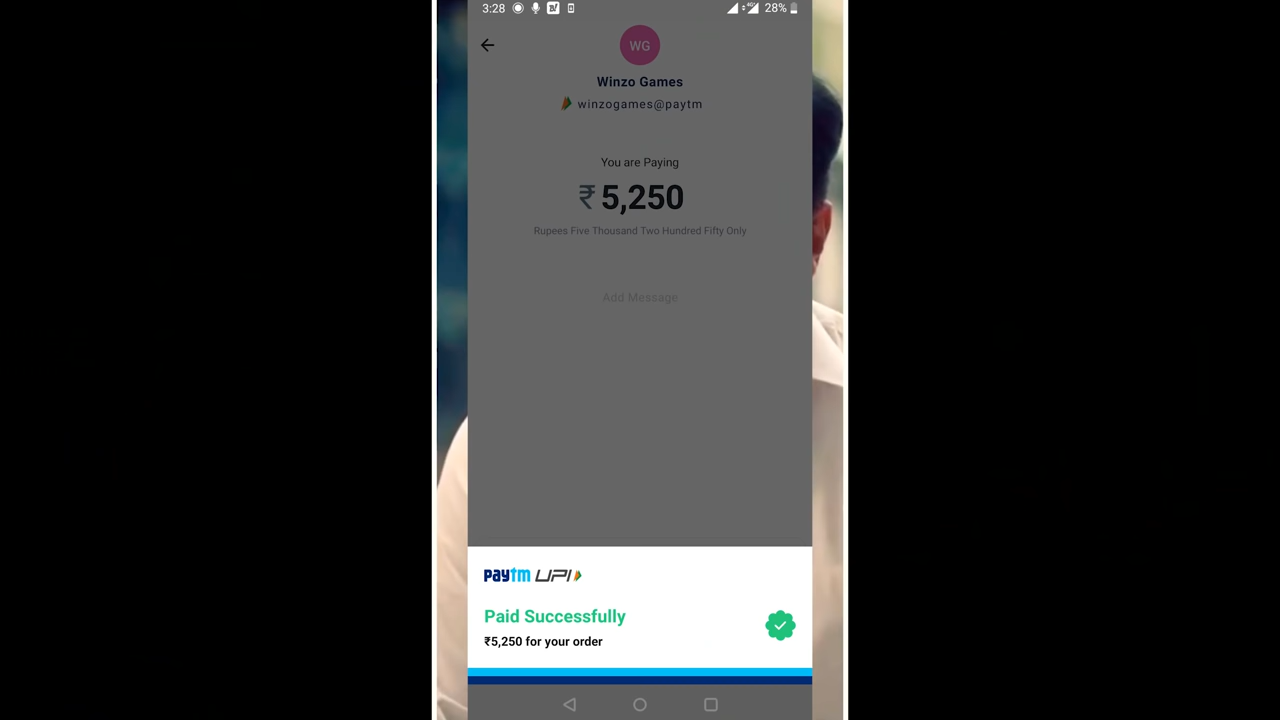 3:28 28%
WG
Winzo Games
winzogames@paytm
You are Paying
₹5,250
Rupees Five Thousand Two Hundred Fifty Only
Add Message
paytm UPI
Paid Successfully
₹5,250 for your order